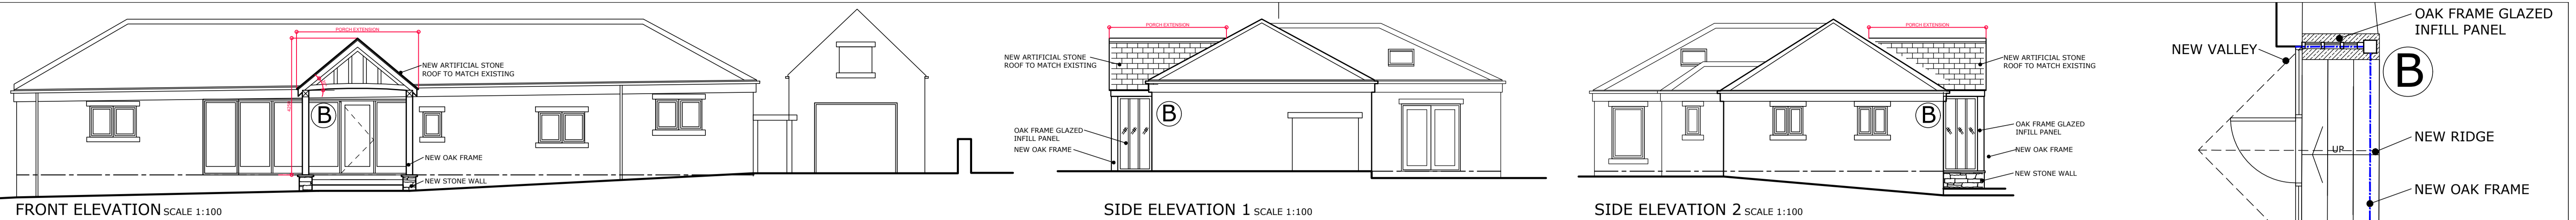 PORCH EXTENSION
NEW ARTIFICIAL STONE
ROOF TO MATCH EXISTING
B
NEW OAK FRAME
NEW STONE WALL
FRONT ELEVATION SCALE 1:100
PORCH EXTENSION
NEW ARTIFICIAL STONE
ROOF TO MATCH EXISTING
B
OAK FRAME GLAZED
INFILL PANEL
NEW OAK FRAME
SIDE ELEVATION 1 SCALE 1:100
PORCH EXTENSION
NEW ARTIFICIAL STONE
ROOF TO MATCH EXISTING
B
OAK FRAME GLAZED
INFILL PANEL
NEW OAK FRAME
NEW STONE WALL
SIDE ELEVATION 2 SCALE 1:100
OAK FRAME GLAZED
INFILL PANEL
NEW VALLEY
B
NEW RIDGE
UP
NEW OAK FRAME